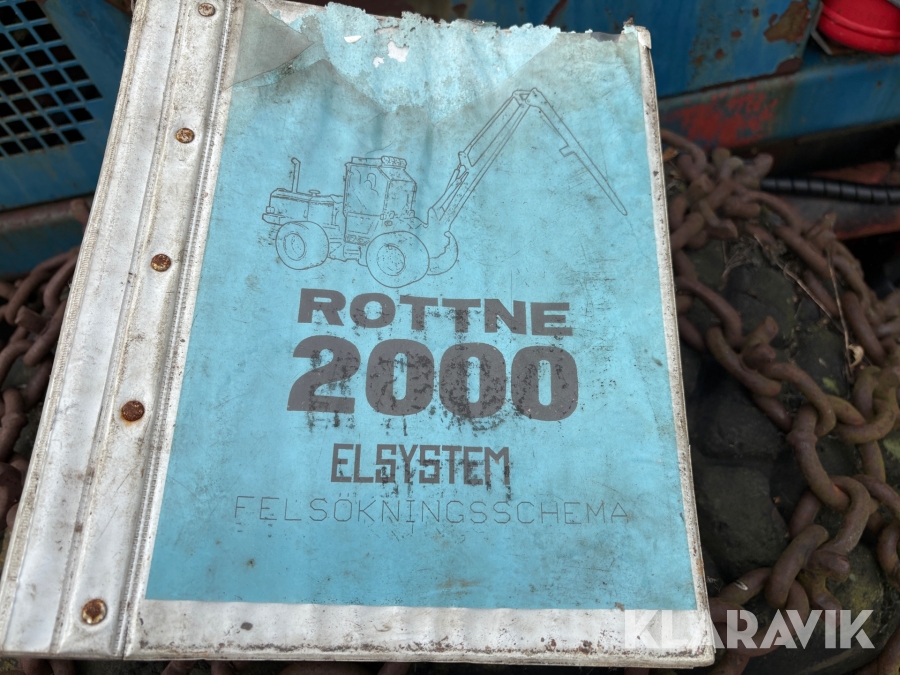 ROTTNE
2000
ELSYSTEM
FELSÖKNINGSSCHEMA
KLARAVIK